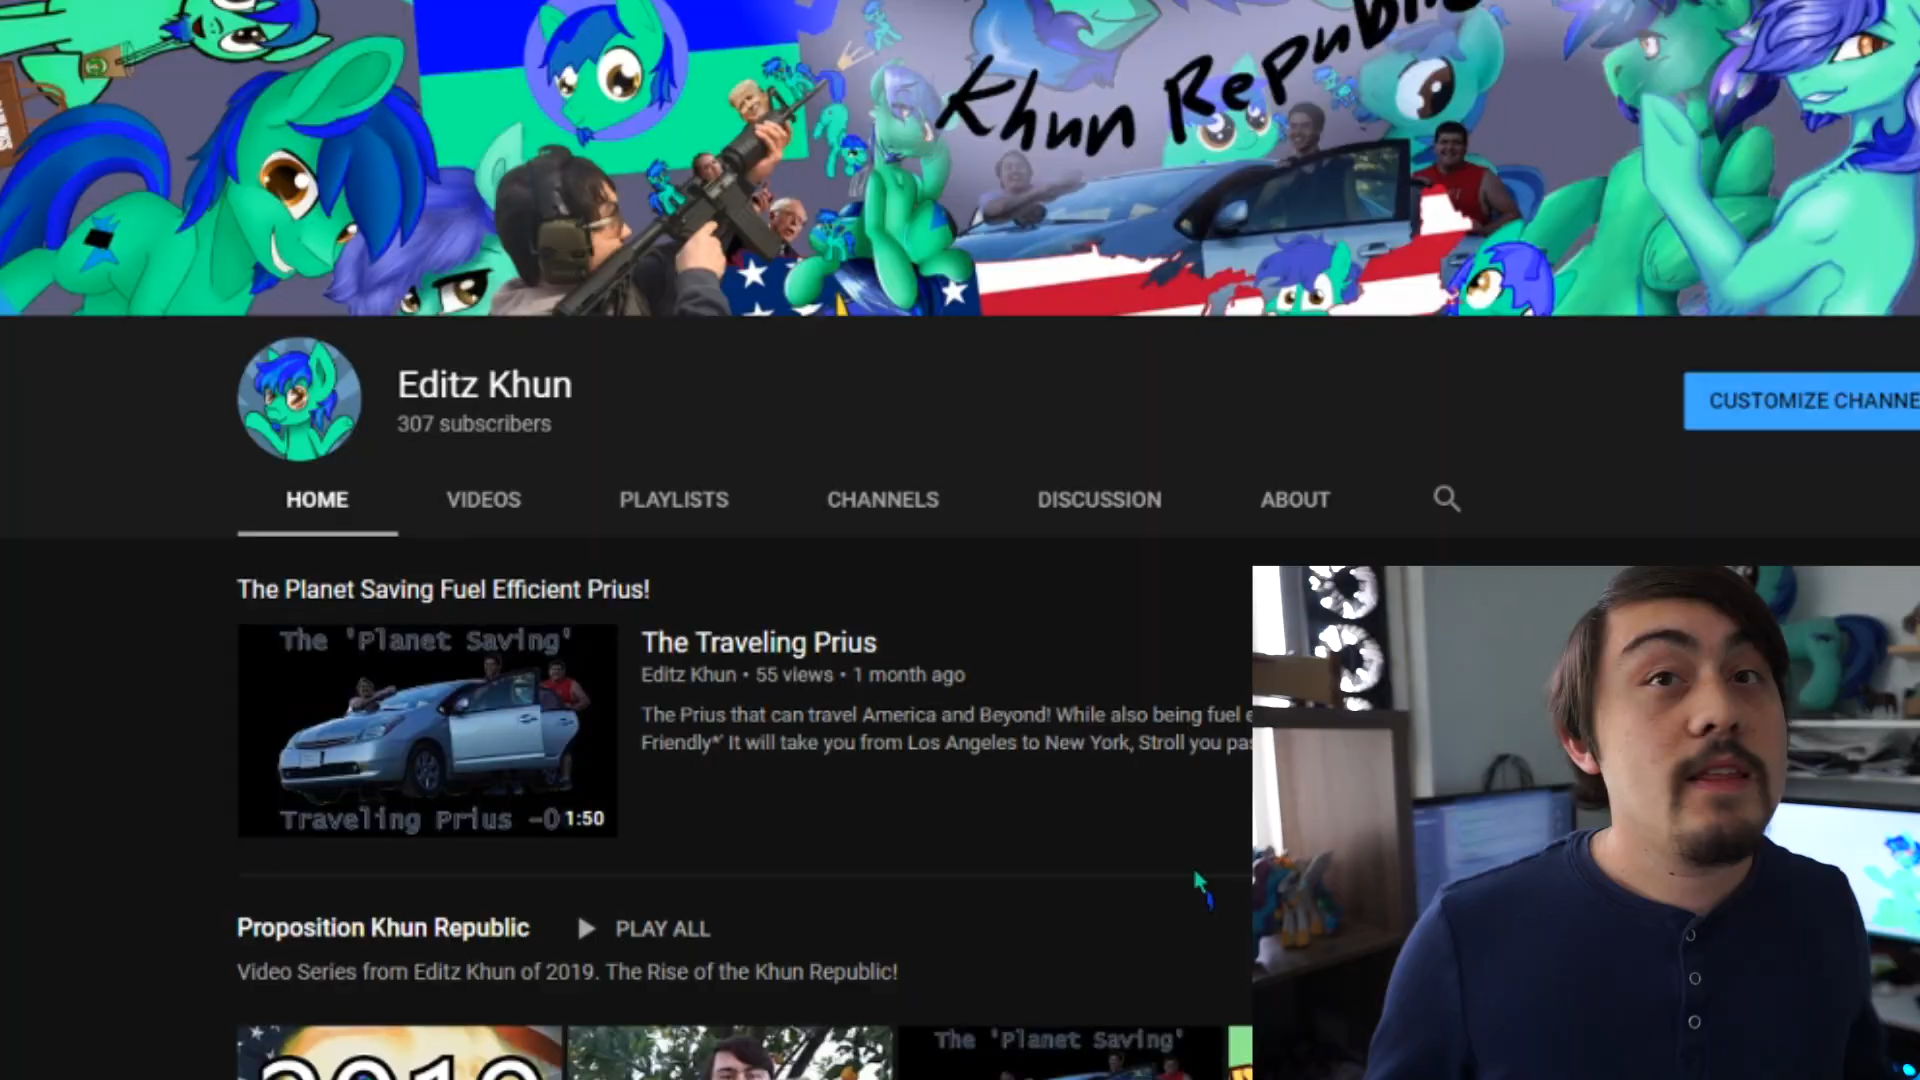 Khun Republic
Editz Khun
307 subscribers
CUSTOMIZE CHANNE
HOME VIDEOS PLAYLISTS CHANNELS DISCUSSION ABOUT
The Planet Saving Fuel Efficient Prius!
The 'Planet Saving'
Traveling Prius -0
1:50
The Traveling Prius
Editz Khun • 55 views • 1 month ago
The Prius that can travel America and Beyond! While also being fuel e
Friendly*' It will take you from Los Angeles to New York, Stroll you pa
Proposition Khun Republic PLAY ALL
Video Series from Editz Khun of 2019. The Rise of the Khun Republic!
2019
The 'Planet Saving'